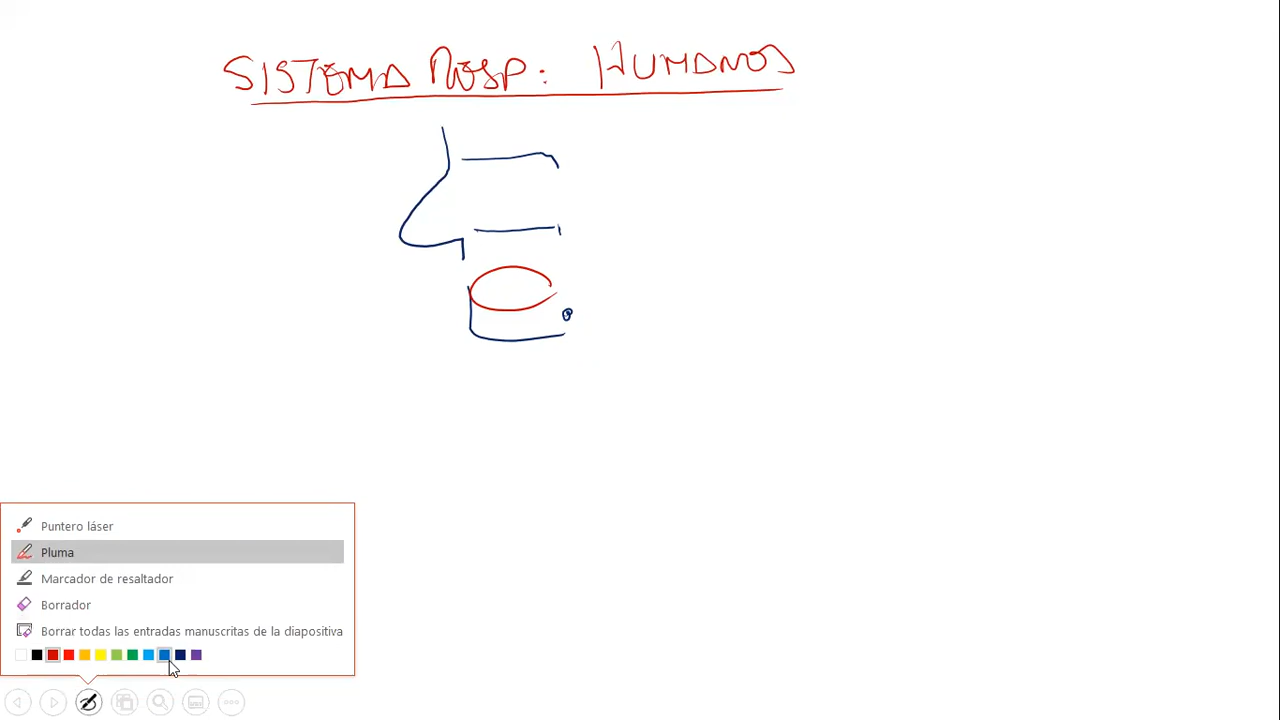 SISTEMA RESP: HUMANOS
Puntero láser
Pluma
Marcador de resaltador
Borrador
Borrar todas las entradas manuscritas de la diapositiva